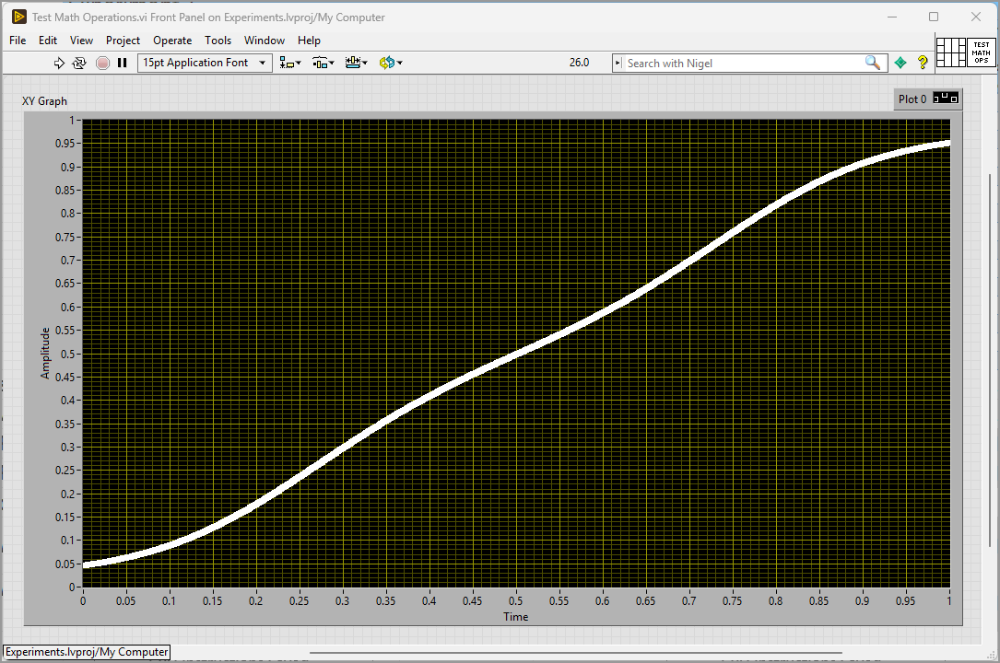 Test Math Operations.vi Front Panel on Experiments.lvproj/My Computer
File Edit View Project Operate Tools Window Help
15pt Application Font 26.0 Search with Nigel ?
TEST
MATH
OPS
XY Graph
Plot 0
1
0.95
0.9
0.85
0.8
0.75
0.7
0.65
0.6
0.55
0.5
0.45
0.4
0.35
0.3
0.25
0.2
0.15
0.1
0.05
0
Amplitude
0 0.05 0.1 0.15 0.2 0.25 0.3 0.35 0.4 0.45 0.5 0.55 0.6 0.65 0.7 0.75 0.8 0.85 0.9 0.95 1
Time
Experiments.lvproj/My Computer